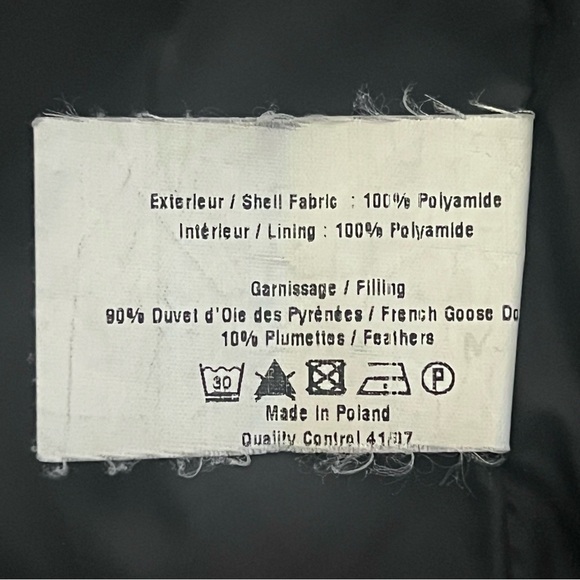 Exterieur / Shell Fabric : 100% Polyamide
Intérieur / Lining : 100% Polyamide
Garnissage / Filling
90% Duvet d'Oie des Pyrénées / French Goose Do
10% Plumettes / Feathers
30 P
Made In Poland
Quality Control 41/